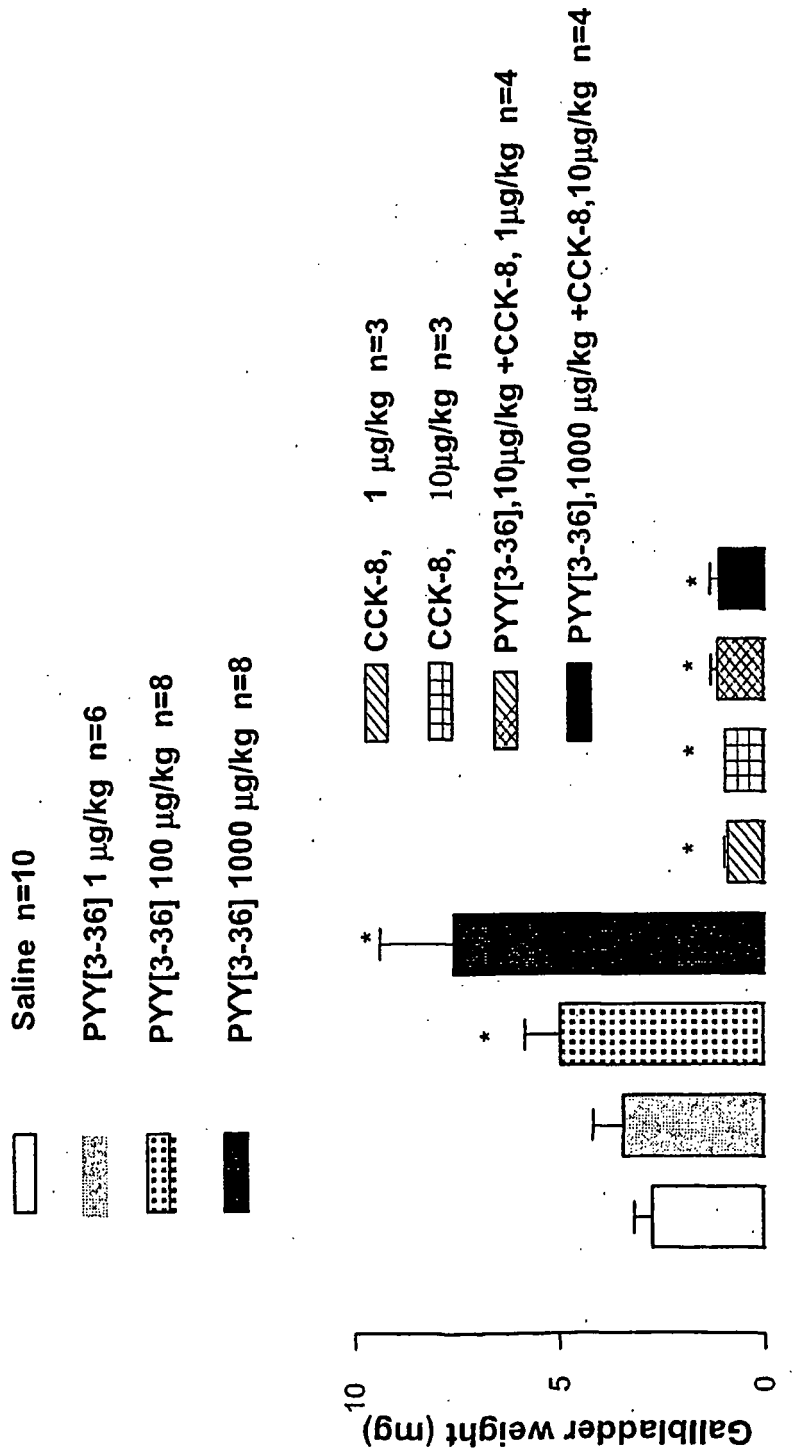 Saline n=10
PYY[3-36] 1 µg/kg n=6
PYY[3-36] 100 µg/kg n=8
PYY[3-36] 1000 µg/kg n=8
CCK-8, 1 µg/kg n=3
CCK-8, 10µg/kg n=3
PYY[3-36],10µg/kg +CCK-8, 1µg/kg n=4
PYY[3-36],1000 µg/kg +CCK-8,10µg/kg n=4
Gallbladder weight (mg)
10
5
0
* * * * * *